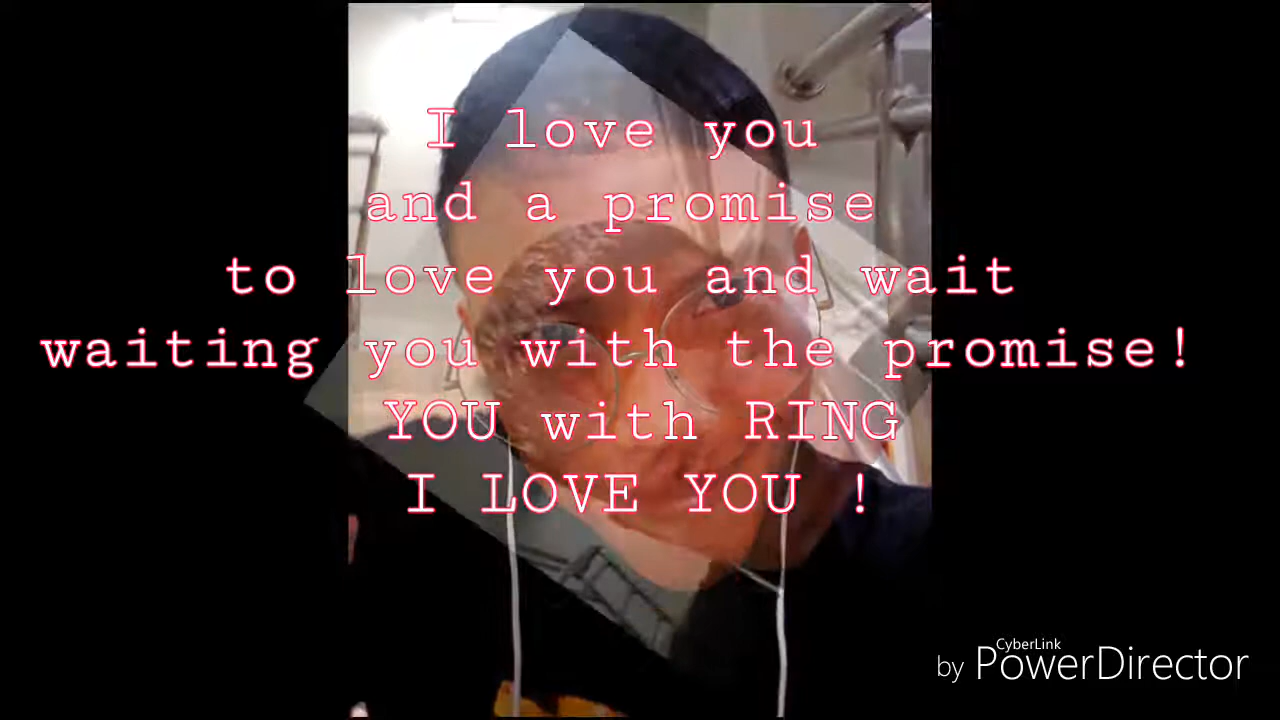 I love you
and a promise
to love you and wait
waiting you with the promise!
YOU with RING
I LOVE YOU !
CyberLink
by PowerDirector